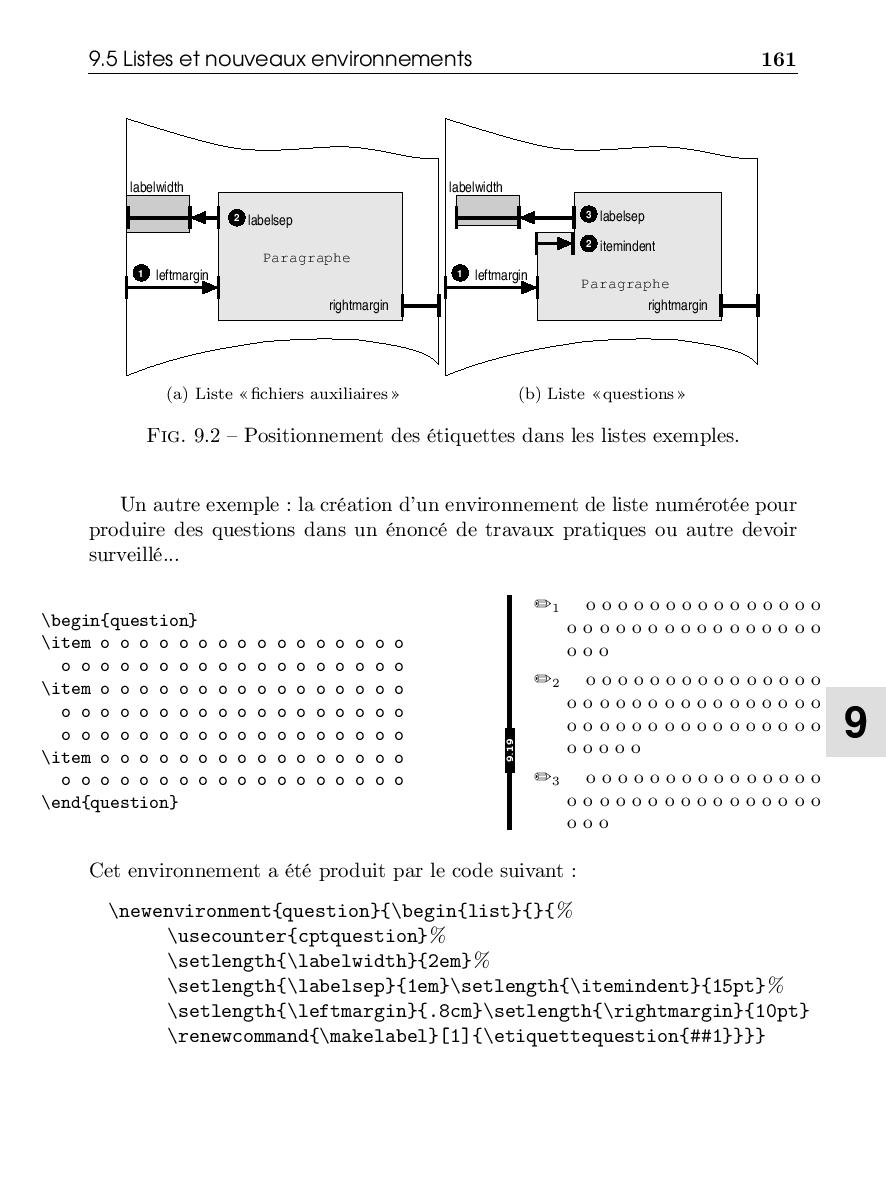 9.5 Listes et nouveaux environnements 161
labelwidth
❷ labelsep
Paragraphe
❶ leftmargin
rightmargin
labelwidth
❸ labelsep
❷ itemindent
❶ leftmargin
Paragraphe
rightmargin
(a) Liste « fichiers auxiliaires »
(b) Liste « questions »
FIG. 9.2 – Positionnement des étiquettes dans les listes exemples.
Un autre exemple : la création d'un environnement de liste numérotée pour
produire des questions dans un énoncé de travaux pratiques ou autre devoir
surveillé...
\begin{question}
\item o o o o o o o o o o o o o o o o
o o o o o o o o o o o o o o o o o o
\item o o o o o o o o o o o o o o o o
o o o o o o o o o o o o o o o o o o
o o o o o o o o o o o o o o o o o o
\item o o o o o o o o o o o o o o o o
o o o o o o o o o o o o o o o o o o
\end{question}
9.19
✏1 o o o o o o o o o o o o o o o
o o o o o o o o o o o o o o o o
o o o
✏2 o o o o o o o o o o o o o o o
o o o o o o o o o o o o o o o o
o o o o o o o o o o o o o o o o
o o o o o
✏3 o o o o o o o o o o o o o o o
o o o o o o o o o o o o o o o o
o o o
9
Cet environnement a été produit par le code suivant :
\newenvironment{question}{\begin{list}{}{%
\usecounter{cptquestion}%
\setlength{\labelwidth}{2em}%
\setlength{\labelsep}{1em}\setlength{\itemindent}{15pt}%
\setlength{\leftmargin}{.8cm}\setlength{\rightmargin}{10pt}
\renewcommand{\makelabel}[1]{\etiquettequestion{##1}}}}